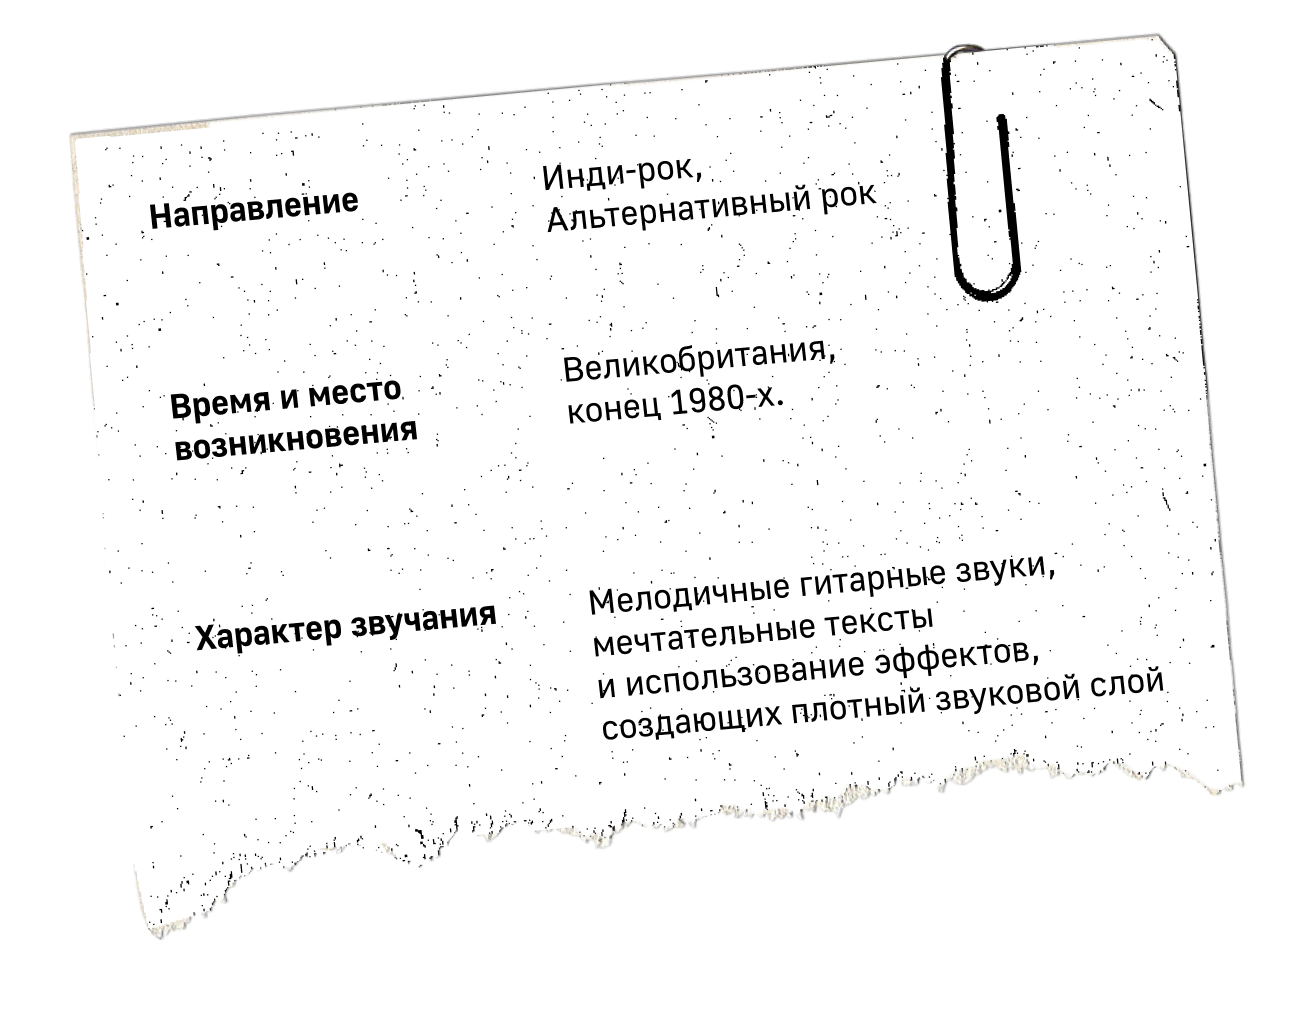 Направление
Инди-рок,
Альтернативный рок
Время и место
возникновения
Великобритания,
конец 1980-х.
Характер звучания
Мелодичные гитарные звуки,
мечтательные тексты
и использование эффектов,
создающих плотный звуковой слой